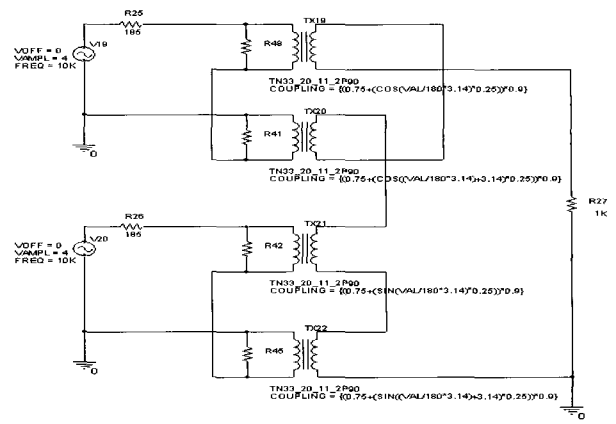 R25
185
V19
VOFF = 0
VAMPL = 4
FREQ = 10K
0
R48
TX19
TN33_20_11_2P90
COUPLING = {(0.75+(COS(VAL/180*3.14)*0.25))*0.9}
R41
TX20
TN33_20_11_2P90
COUPLING = {(0.75+(COS((VAL/180*3.14)+3.14)*0.25))*0.9}
R27
1K
R26
185
V20
VOFF = 0
VAMPL = 4
FREQ = 10K
0
R42
TX21
TN33_20_11_2P90
COUPLING = {(0.75+(SIN(VAL/180*3.14)*0.25))*0.9}
R45
TX22
TN33_20_11_2P90
COUPLING = {(0.75+(SIN((VAL/180*3.14)+3.14)*0.25))*0.9}
0